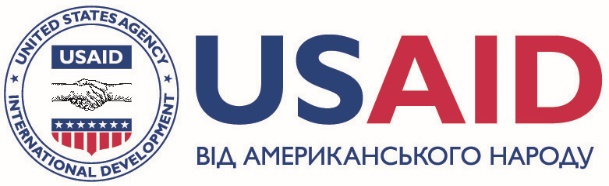 UNITED STATES AGENCY
USAID
INTERNATIONAL DEVELOPMENT
USAID
ВІД АМЕРИКАНСЬКОГО НАРОДУ